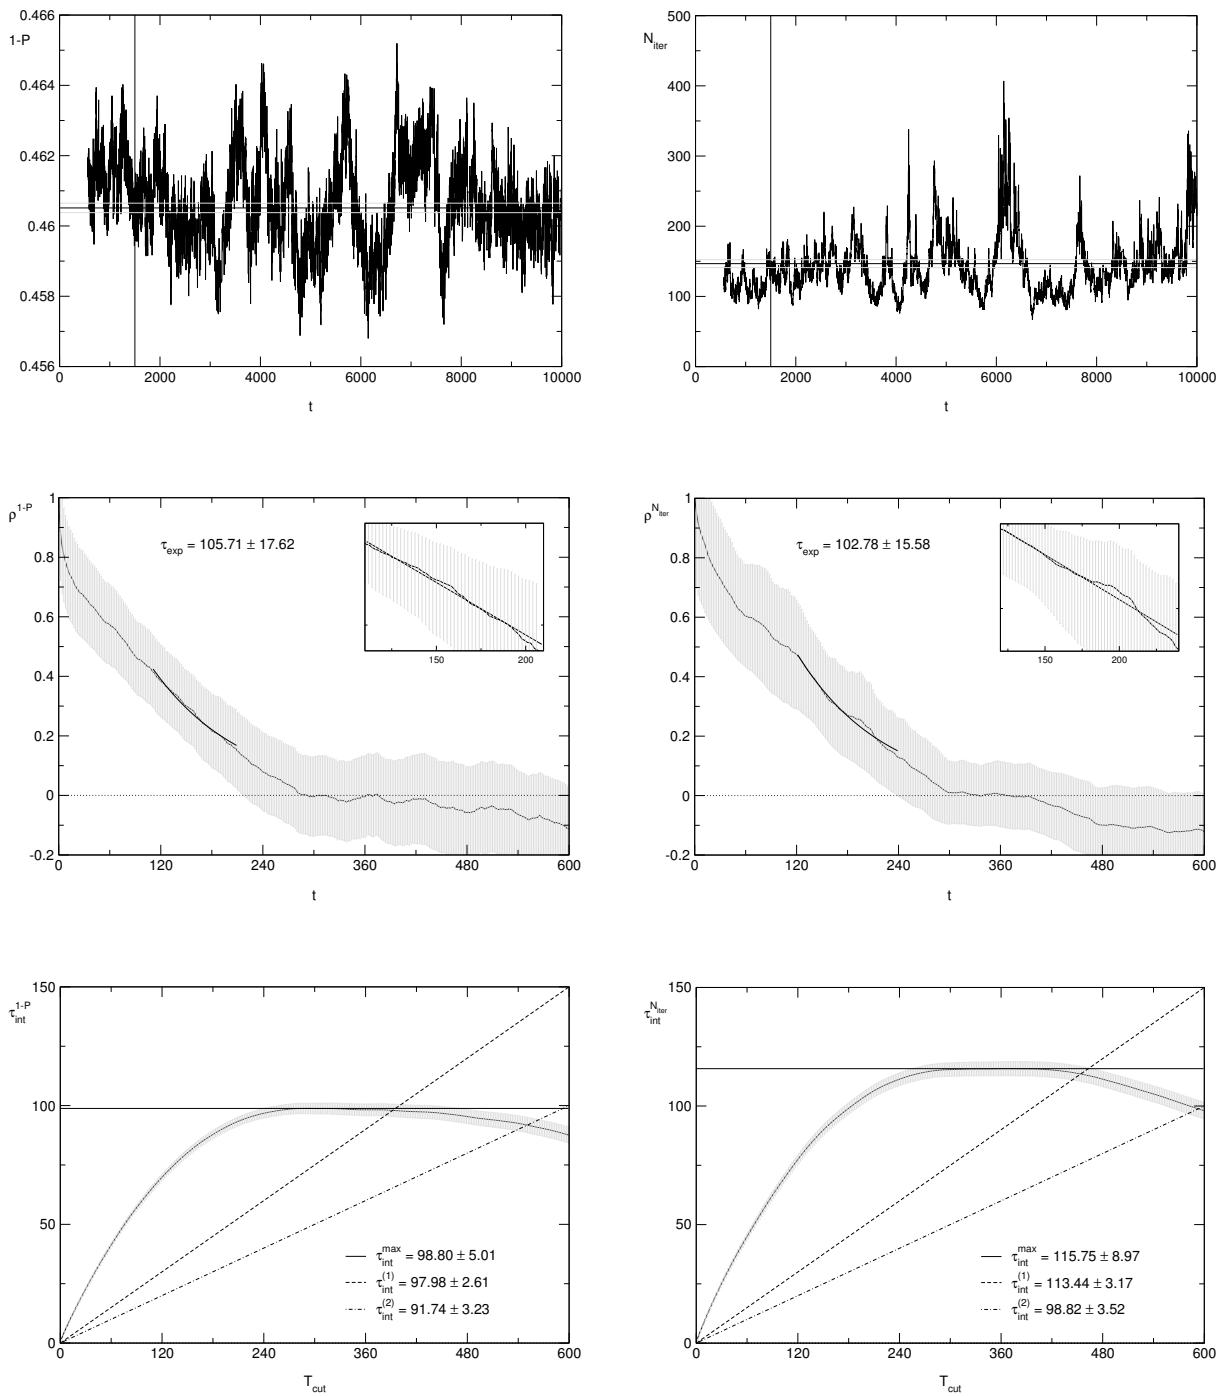 0.466
1-P
0.464
0.462
0.46
0.458
0.456
0 2000 4000 6000 8000 10000
t
500
N_iter
400
300
200
100
0
0 2000 4000 6000 8000 10000
t
1
ρ^1-P
0.8
0.6
0.4
0.2
0
-0.2
τ_exp = 105.71 ± 17.62
150 200
0 120 240 360 480 600
t
1
ρ^N_iter
0.8
0.6
0.4
0.2
0
-0.2
τ_exp = 102.78 ± 15.58
150 200
0 120 240 360 480 600
t
150
τ_int^1-P
100
50
0
τ_int^max = 98.80 ± 5.01
τ_int^(1) = 97.98 ± 2.61
τ_int^(2) = 91.74 ± 3.23
0 120 240 360 480 600
T_cut
150
τ_int^N_iter
100
50
0
τ_int^max = 115.75 ± 8.97
τ_int^(1) = 113.44 ± 3.17
τ_int^(2) = 98.82 ± 3.52
0 120 240 360 480 600
T_cut